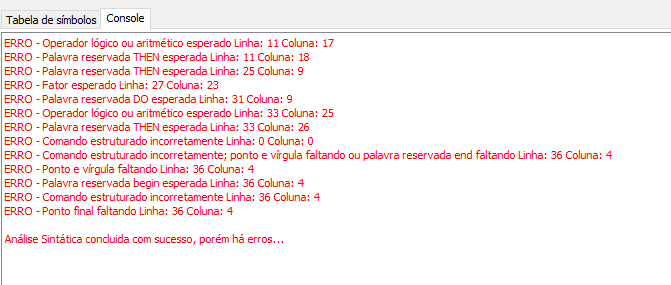 Tabela de símbolos Console
ERRO - Operador lógico ou aritmético esperado Linha: 11 Coluna: 17
ERRO - Palavra reservada THEN esperada Linha: 11 Coluna: 18
ERRO - Palavra reservada THEN esperada Linha: 25 Coluna: 9
ERRO - Fator esperado Linha: 27 Coluna: 23
ERRO - Palavra reservada DO esperada Linha: 31 Coluna: 9
ERRO - Operador lógico ou aritmético esperado Linha: 33 Coluna: 25
ERRO - Palavra reservada THEN esperada Linha: 33 Coluna: 26
ERRO - Comando estruturado incorretamente Linha: 0 Coluna: 0
ERRO - Comando estruturado incorretamente; ponto e vírgula faltando ou palavra reservada end faltando Linha: 36 Coluna: 4
ERRO - Ponto e vírgula faltando Linha: 36 Coluna: 4
ERRO - Palavra reservada begin esperada Linha: 36 Coluna: 4
ERRO - Comando estruturado incorretamente Linha: 36 Coluna: 4
ERRO - Ponto final faltando Linha: 36 Coluna: 4
Análise Sintática concluida com sucesso, porém há erros...